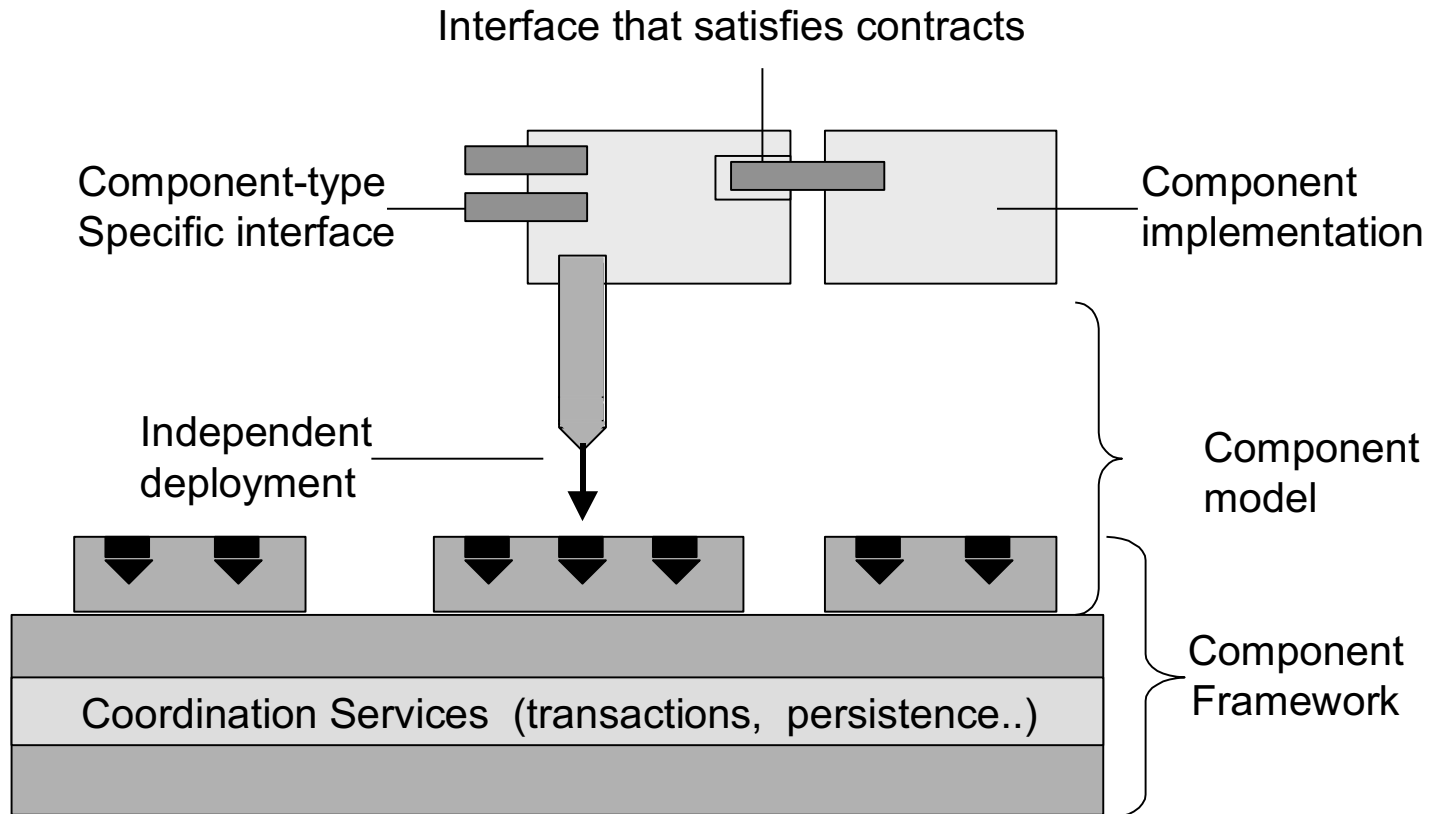 Interface that satisfies contracts
Component-type
Specific interface
Component
implementation
Independent
deployment
Component
model
Component
Framework
Coordination Services (transactions, persistence..)